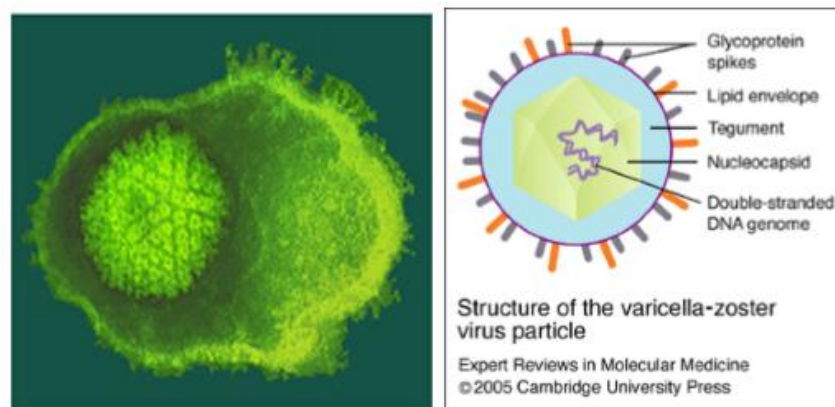 Glycoprotein
spikes
Lipid envelope
Tegument
Nucleocapsid
Double-stranded
DNA genome
Structure of the varicella-zoster
virus particle
Expert Reviews in Molecular Medicine
©2005 Cambridge University Press